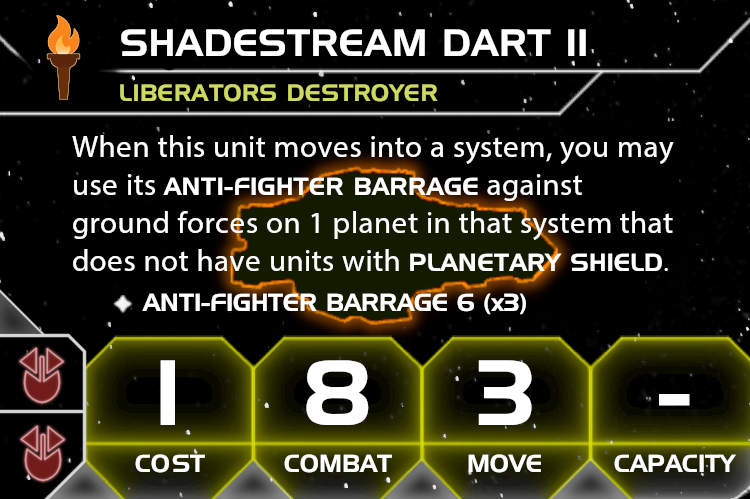 SHADESTREAM DART II
LIBERATORS DESTROYER
When this unit moves into a system, you may
use its ANTI-FIGHTER BARRAGE against
ground forces on 1 planet in that system that
does not have units with PLANETARY SHIELD.
ANTI-FIGHTER BARRAGE 6 (x3)
1 8 3 -
COST COMBAT MOVE CAPACITY